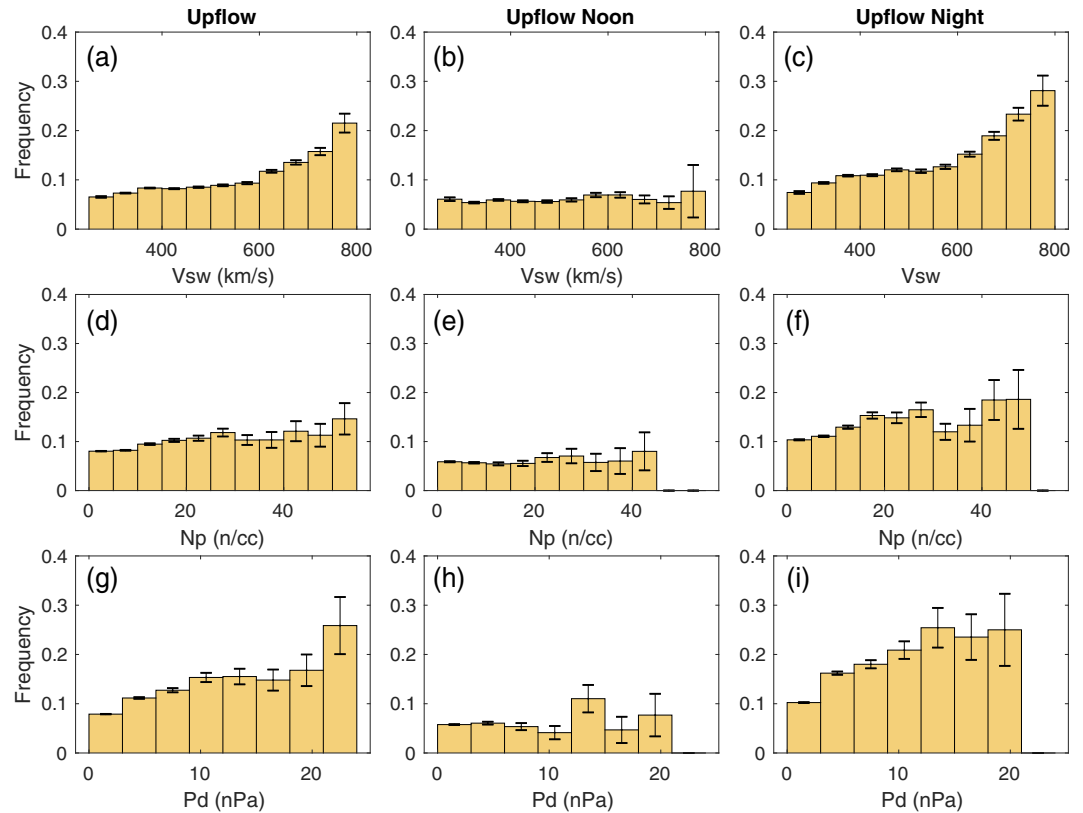 Upflow
Upflow Noon
Upflow Night
(a)
(b)
(c)
Frequency
0.4
0.3
0.2
0.1
0
0.4
0.3
0.2
0.1
0
0.4
0.3
0.2
0.1
0
400 600 800
400 600 800
400 600 800
Vsw (km/s)
Vsw (km/s)
Vsw
(d)
(e)
(f)
Frequency
0.4
0.3
0.2
0.1
0
0.4
0.3
0.2
0.1
0
0.4
0.3
0.2
0.1
0
0 20 40
0 20 40
0 20 40
Np (n/cc)
Np (n/cc)
Np (n/cc)
(g)
(h)
(i)
Frequency
0.4
0.3
0.2
0.1
0
0.4
0.3
0.2
0.1
0
0.4
0.3
0.2
0.1
0
0 10 20
0 10 20
0 10 20
Pd (nPa)
Pd (nPa)
Pd (nPa)